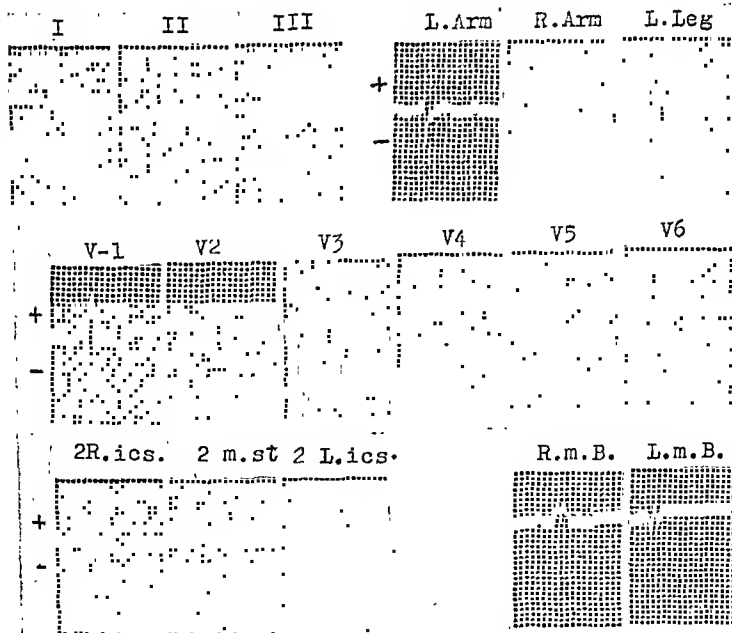 I II III L.Arm R.Arm L.Leg
+
-
V-1 V2 V3 V4 V5 V6
+
-
2R.ics. 2 m.st 2 L.ics. R.m.B. L.m.B.
+
-